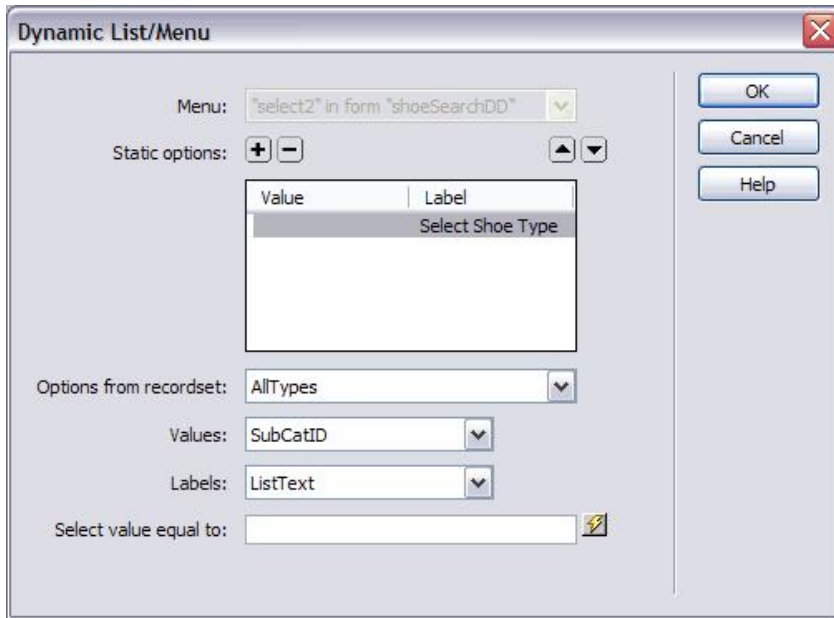 Dynamic List/Menu
Menu: "select2" in form "shoeSearchDD"
OK
Static options:
Cancel
Help
Value Label
Select Shoe Type
Options from recordset: AllTypes
Values: SubCatID
Labels: ListText
Select value equal to: